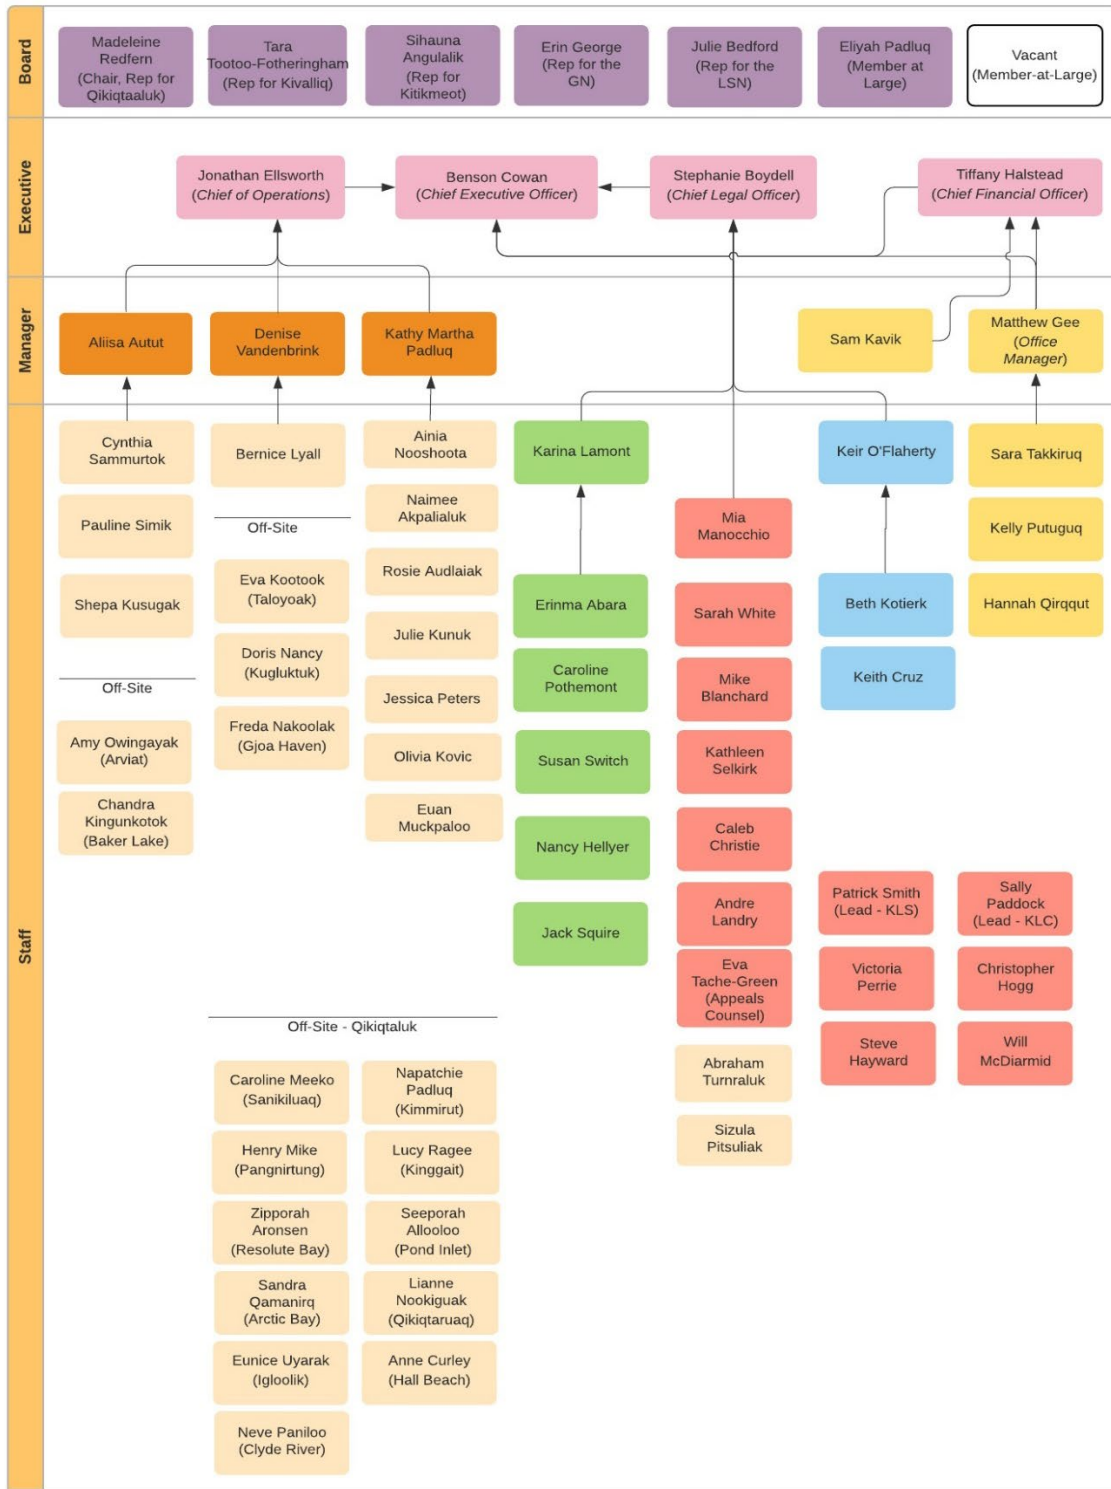 Board
Madeleine
Redfern
(Chair, Rep for
Qikiqtaaluk)
Tara
Tootoo-Fotheringham
(Rep for Kivalliq)
Sihauna
Angulalik
(Rep for
Kitikmeot)
Erin George
(Rep for the
GN)
Julie Bedford
(Rep for the
LSN)
Eliyah Padluq
(Member at
Large)
Vacant
(Member-at-Large)
Executive
Jonathan Ellsworth
(Chief of Operations)
Benson Cowan
(Chief Executive Officer)
Stephanie Boydell
(Chief Legal Officer)
Tiffany Halstead
(Chief Financial Officer)
Manager
Aliisa Autut
Denise
Vandenbrink
Kathy Martha
Padluq
Sam Kavik
Matthew Gee
(Office
Manager)
Staff
Cynthia
Sammurtok
Pauline Simik
Shepa Kusugak
Off-Site
Amy Owingayak
(Arviat)
Chandra
Kingunkotok
(Baker Lake)
Bernice Lyall
Off-Site
Eva Kootook
(Taloyoak)
Doris Nancy
(Kugluktuk)
Freda Nakoolak
(Gjoa Haven)
Ainia
Nooshoota
Naimee
Akpalialuk
Rosie Audlaiak
Julie Kunuk
Jessica Peters
Olivia Kovic
Euan
Muckpaloo
Off-Site - Qikiqtaluk
Caroline Meeko
(Sanikiluaq)
Napatchie
Padluq
(Kimmirut)
Henry Mike
(Pangnirtung)
Lucy Ragee
(Kinggait)
Zipporah
Aronsen
(Resolute Bay)
Seeporah
Allooloo
(Pond Inlet)
Sandra
Qamanirq
(Arctic Bay)
Lianne
Nookiguak
(Qikiqtaruaq)
Eunice Uyarak
(Igloolik)
Anne Curley
(Hall Beach)
Neve Paniloo
(Clyde River)
Karina Lamont
Erinma Abara
Caroline
Pothemont
Susan Switch
Nancy Hellyer
Jack Squire
Mia
Manocchio
Sarah White
Mike
Blanchard
Kathleen
Selkirk
Caleb
Christie
Andre
Landry
Eva
Tache-Green
(Appeals
Counsel)
Abraham
Turnraluk
Sizula
Pitsuliak
Keir O'Flaherty
Beth Kotierk
Keith Cruz
Patrick Smith
(Lead - KLS)
Victoria
Perrie
Steve
Hayward
Sara Takkiruq
Kelly Putuguq
Hannah Qirqqut
Sally
Paddock
(Lead - KLC)
Christopher
Hogg
Will
McDiarmid